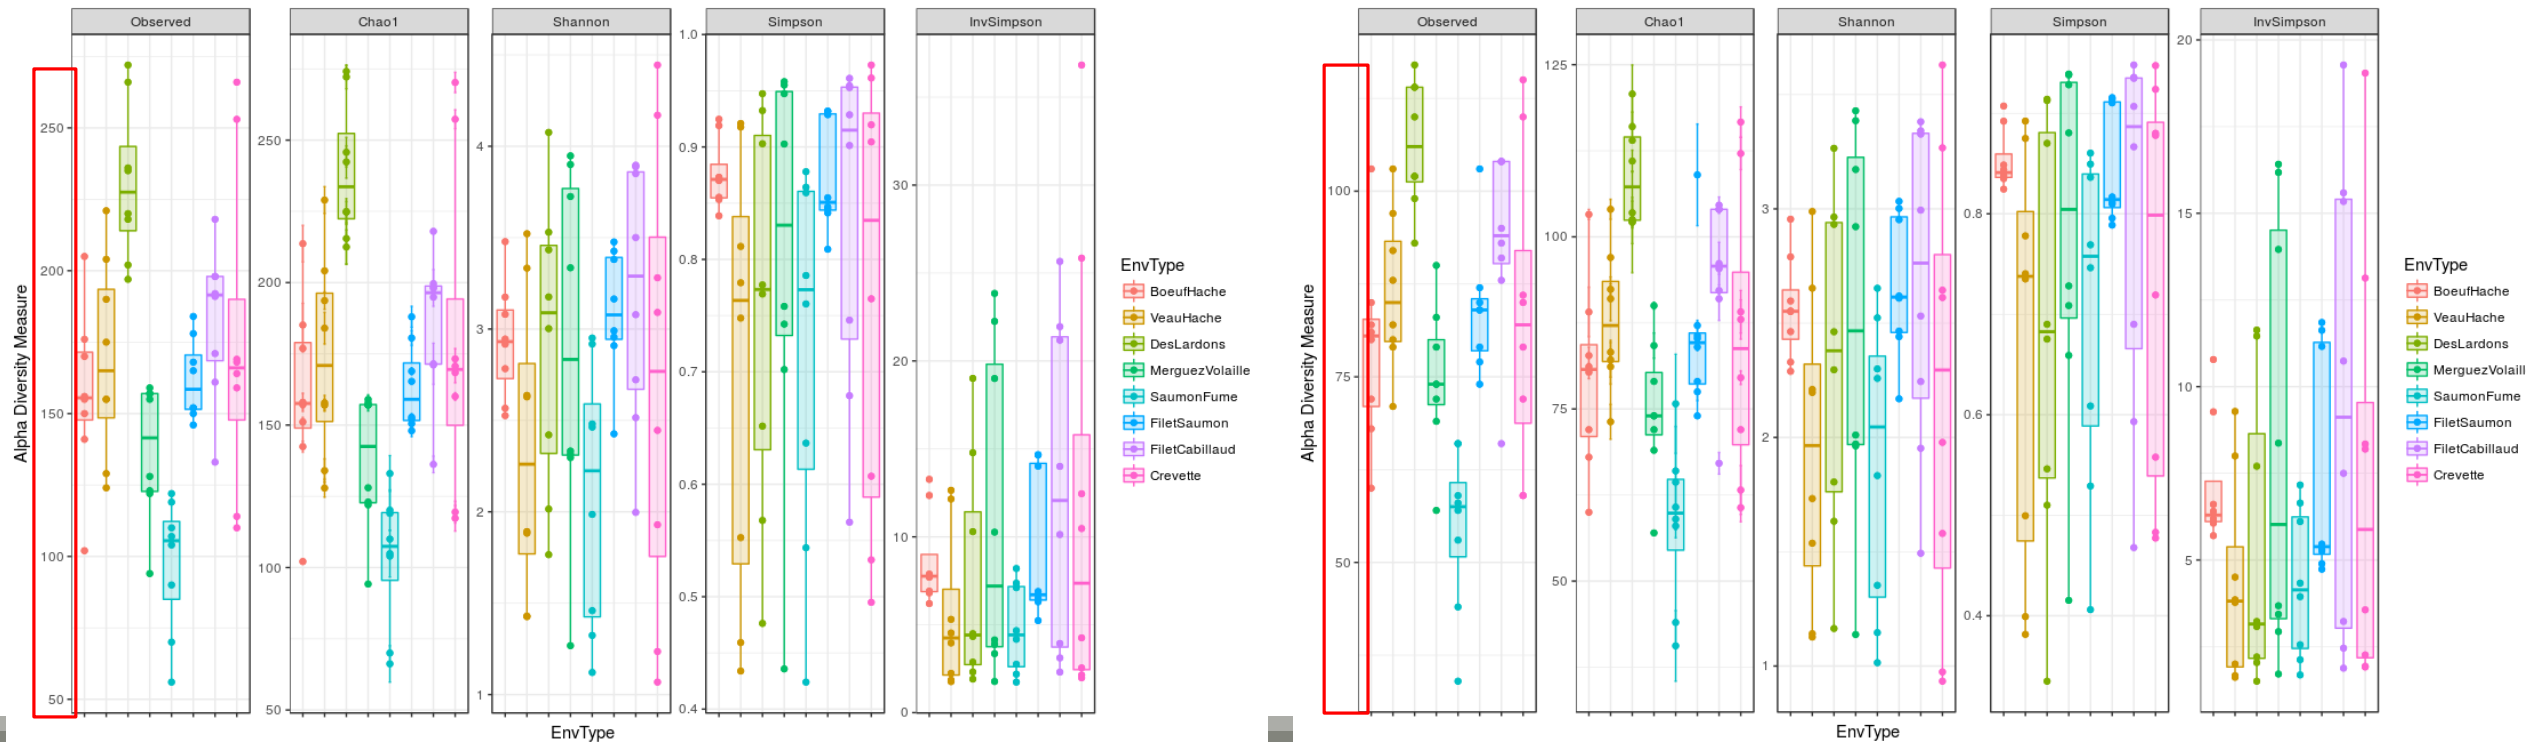 Observed
Chao1
Shannon
Simpson
InvSimpson
Alpha Diversity Measure
250
200
150
100
50
250
200
150
100
50
4
3
2
1
1.0
0.9
0.8
0.7
0.6
0.5
0.4
30
20
10
0
EnvType
EnvType
BoeufHache
VeauHache
DesLardons
MerguezVolaille
SaumonFume
FiletSaumon
FiletCabillaud
Crevette
Observed
Chao1
Shannon
Simpson
InvSimpson
Alpha Diversity Measure
100
75
50
125
100
75
50
3
2
1
0.8
0.6
0.4
20
15
10
5
EnvType
EnvType
BoeufHache
VeauHache
DesLardons
MerguezVolaill
SaumonFume
FiletSaumon
FiletCabillaud
Crevette